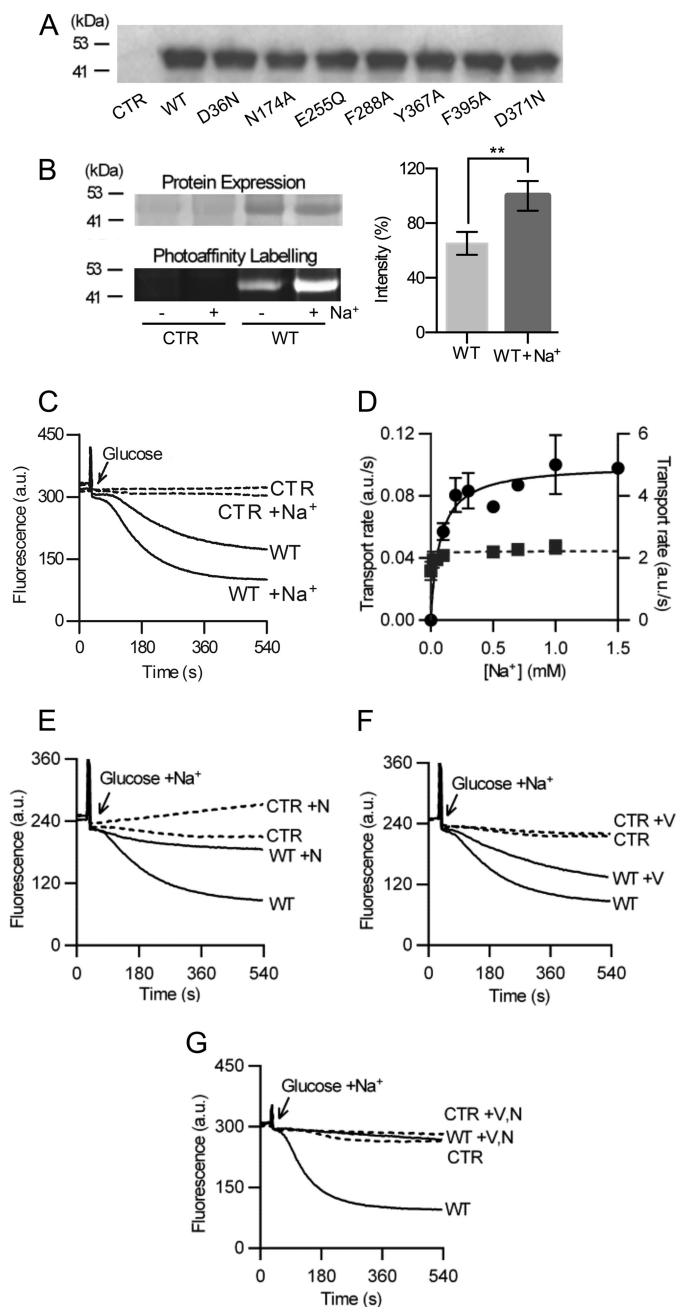 A
(kDa)
53
41
CTR WT D36N N174A E255Q F288A Y367A F395A D371N
B
(kDa)
Protein Expression
53
41
Photoaffinity Labelling
53
41
- + - + Na+
CTR WT
**
Intensity (%)
120
80
60
40
0
WT WT+Na+
C
Fluorescence (a.u.)
450
300
150
0
Glucose
CTR
CTR +Na+
WT
WT +Na+
0 180 360 540
Time (s)
D
Transport rate (a.u./s)
0.12
0.08
0.04
0.00
6
4
2
0
Transport rate (a.u./s)
0.0 0.5 1.0 1.5
[Na+] (mM)
E
Fluorescence (a.u.)
360
240
120
0
Glucose +Na+
CTR +N
CTR
WT +N
WT
0 180 360 540
Time (s)
F
Fluorescence (a.u.)
360
240
120
0
Glucose +Na+
CTR +V
CTR
WT +V
WT
0 180 360 540
Time (s)
G
Fluorescence (a.u.)
450
300
150
0
Glucose +Na+
CTR +V,N
WT +V,N
CTR
WT
0 180 360 540
Time (s)